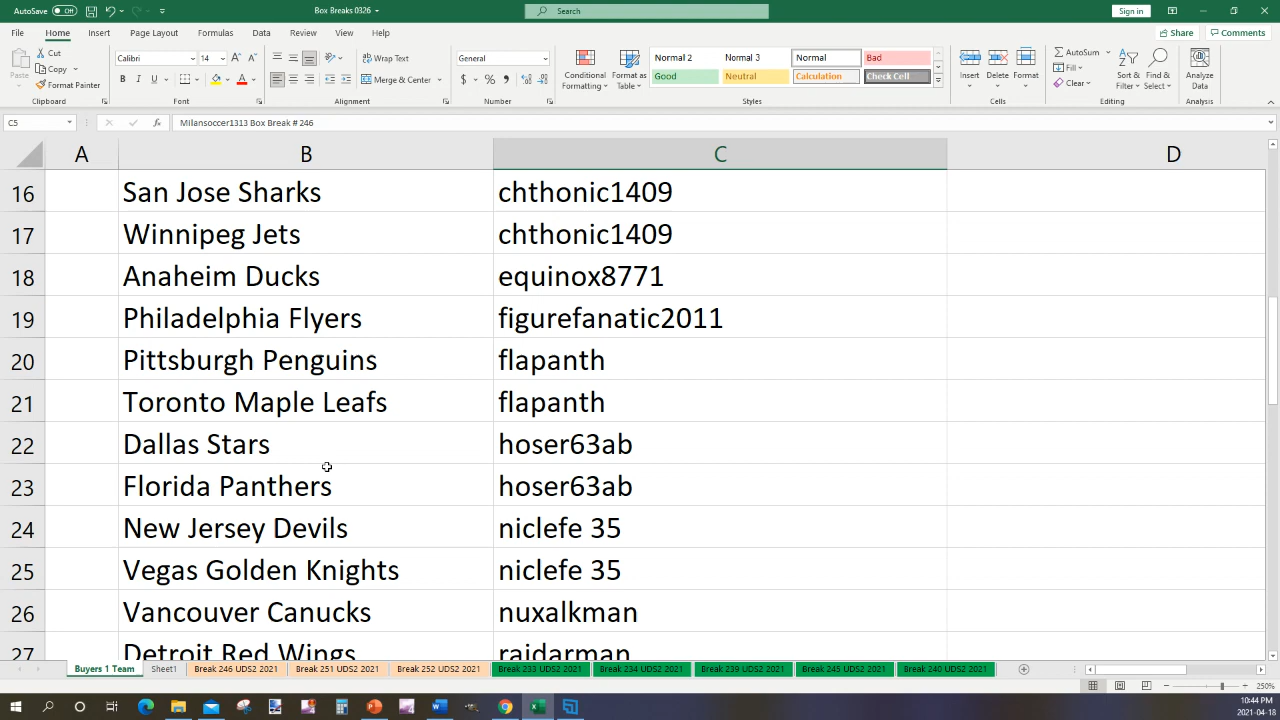 AutoSave Off
Box Breaks 0326
Search
Sign in
File Home Insert Page Layout Formulas Data Review View Help
Share Comments
Paste
Cut
Copy
Format Painter
Clipboard
Calibri 14
B I U
Font
Wrap Text
Merge & Center
Alignment
General
$ % ,
Number
Conditional Formatting
Format as Table
Normal 2 Normal 3 Normal Bad
Good Neutral Calculation Check Cell
Styles
Insert Delete Format
Cells
AutoSum
Fill
Clear
Sort & Filter
Find & Select
Editing
Analyze Data
Analysis
C5
fx
Milansoccer1313 Box Break # 246
A B C D
16 San Jose Sharks chthonic1409
17 Winnipeg Jets chthonic1409
18 Anaheim Ducks equinox8771
19 Philadelphia Flyers figurefanatic2011
20 Pittsburgh Penguins flapanth
21 Toronto Maple Leafs flapanth
22 Dallas Stars hoser63ab
23 Florida Panthers hoser63ab
24 New Jersey Devils niclefe 35
25 Vegas Golden Knights niclefe 35
26 Vancouver Canucks nuxalkman
27 Detroit Red Wings raidarman
Buyers 1 Team Sheet1 Break 246 UDS2 2021 Break 251 UDS2 2021 Break 252 UDS2 2021 Break 233 UDS2 2021 Break 234 UDS2 2021 Break 239 UDS2 2021 Break 245 UDS2 2021 Break 240 UDS2 2021
250%
10:44 PM
2021-04-18